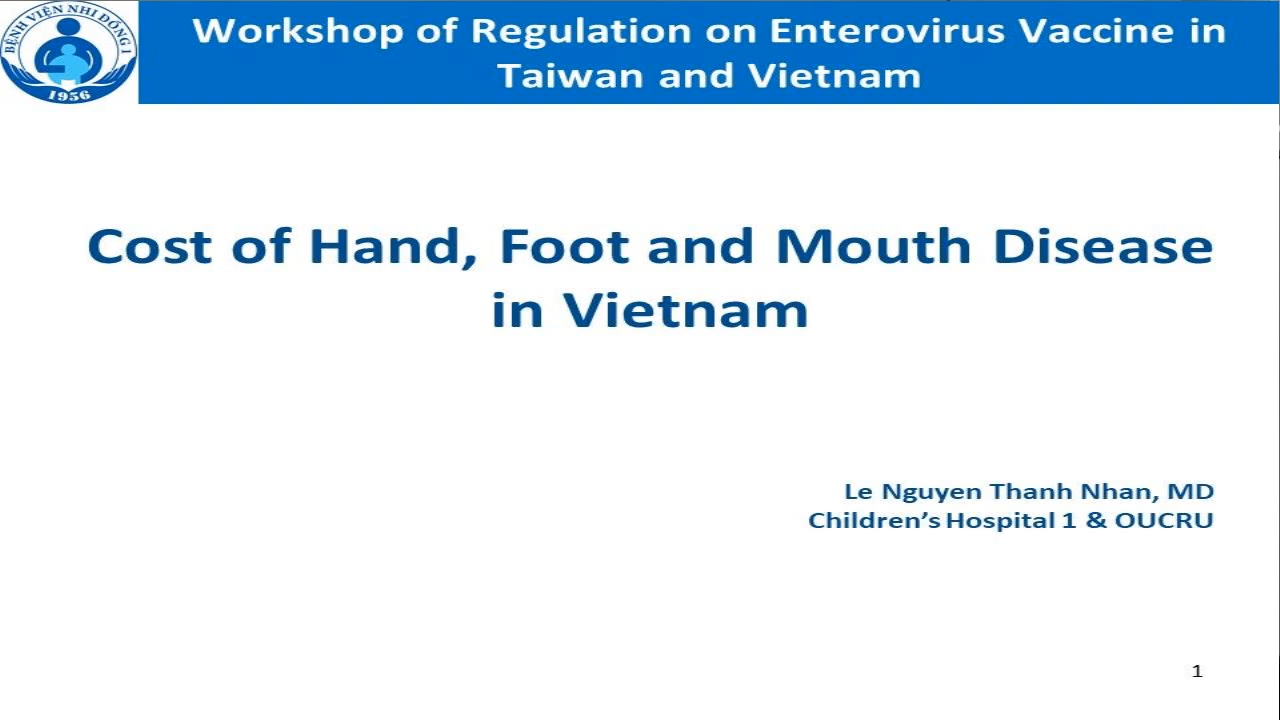 BỆNH VIỆN NHI ĐỒNG 1
1956
Workshop of Regulation on Enterovirus Vaccine in
Taiwan and Vietnam
Cost of Hand, Foot and Mouth Disease
in Vietnam
Le Nguyen Thanh Nhan, MD
Children’s Hospital 1 & OUCRU
1